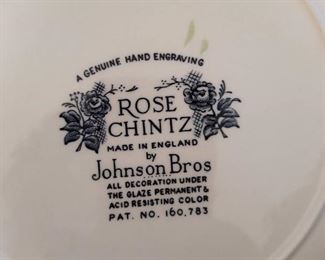 A GENUINE HAND ENGRAVING
ROSE
CHINTZ
MADE IN ENGLAND
by
Johnson Bros
ALL DECORATION UNDER
THE GLAZE PERMANENT &
ACID RESISTING COLOR
PAT. NO. 160,783